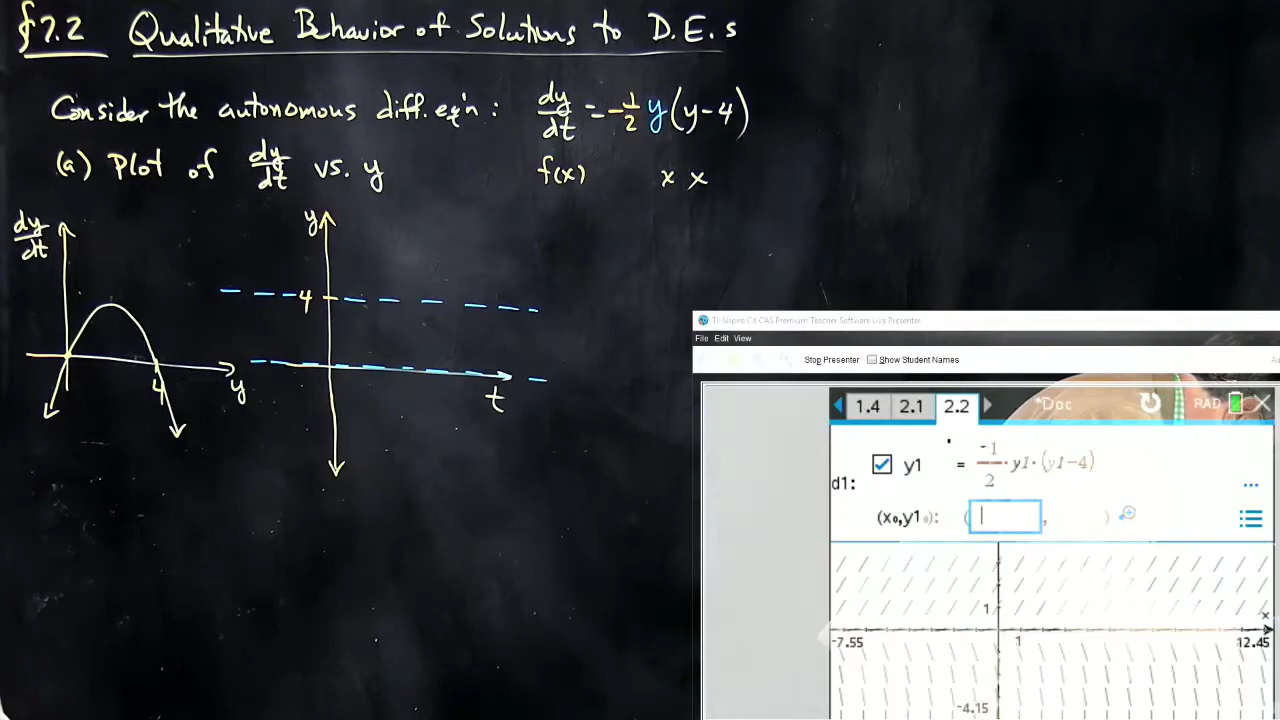 §7.2 Qualitative Behavior of Solutions to D.E.s
Consider the autonomous diff. eq'n: dy/dt = -1/2 y(y-4)
(a) Plot of dy/dt vs. y
f(x) x x
dy/dt
y
4
4
y
t
TI-Nspire CX CAS Premium Teacher Software Live Presenter
File Edit View
Stop Presenter Show Student Names Au
1.4 2.1 2.2 *Doc RAD
y1 = -1/2·y1·(y1-4)
d1:
(x₀,y1₀): ( , )
1
x
-7.55 1 12.45
-4.15